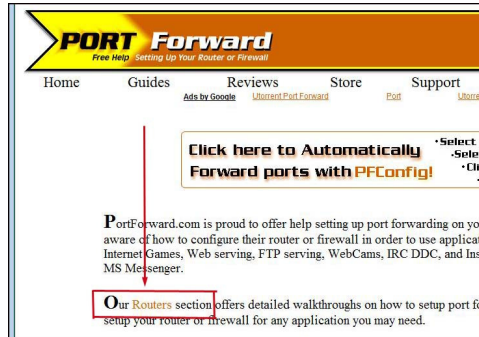 PORT Forward
Free Help Setting Up Your Router or Firewall
Home Guides Reviews Store Support
Ads by Google Utorrent Port Forward Port Utorre
Click here to Automatically
Forward ports with PFConfig!
•Select
•Sele
•Cli
PortForward.com is proud to offer help setting up port forwarding on yo
aware of how to configure their router or firewall in order to use applicat
Internet Games, Web serving, FTP serving, WebCams, IRC DDC, and Ins
MS Messenger.
Our Routers section offers detailed walkthroughs on how to setup port fo
setup your router or firewall for any application you may need.